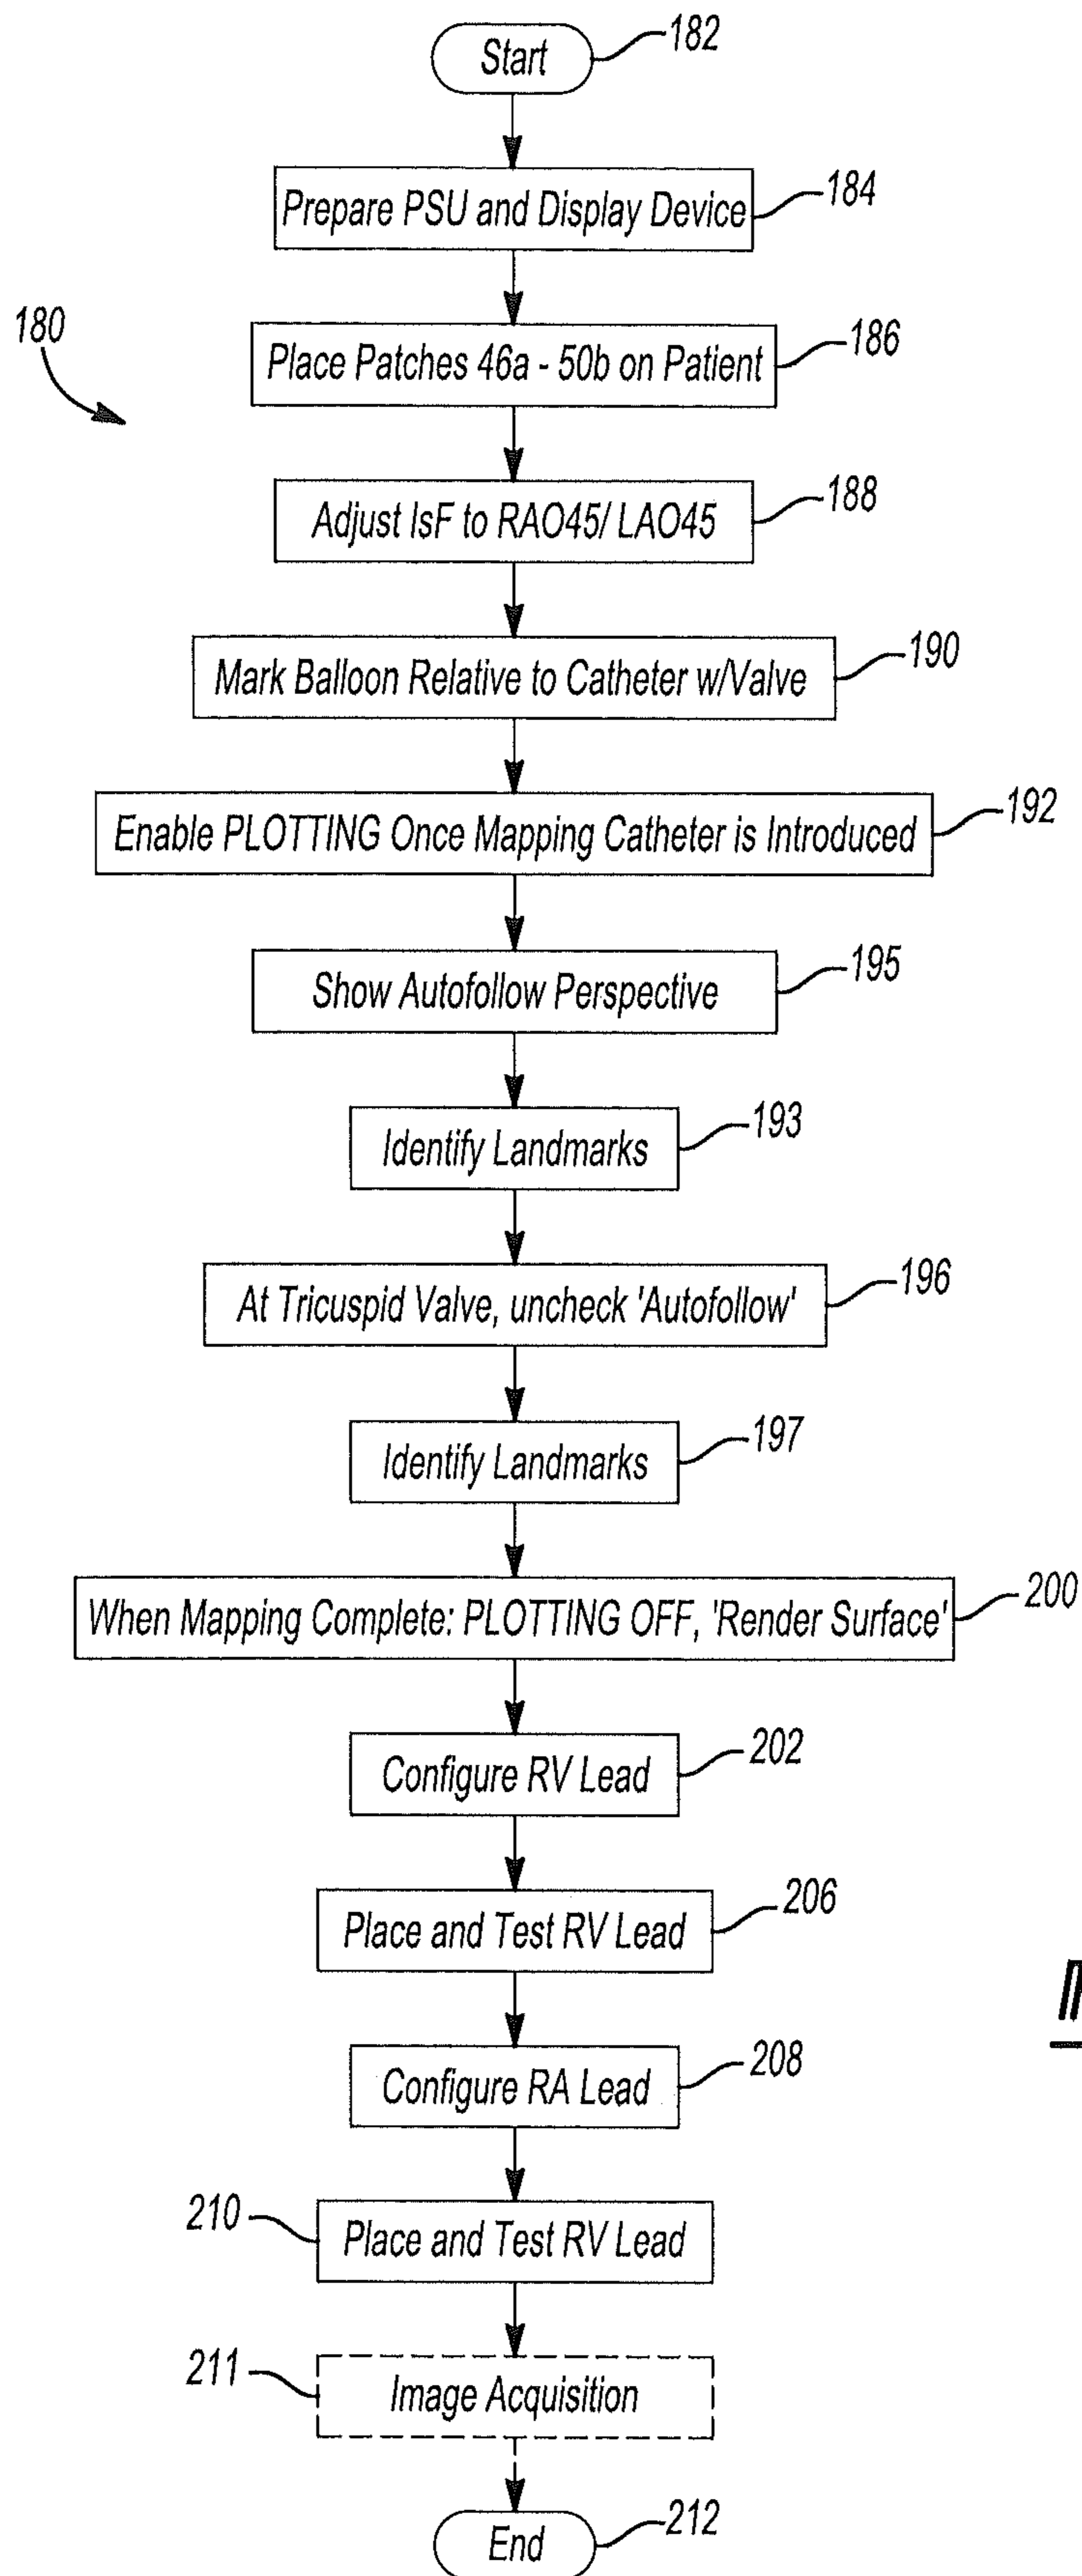 Start
182
Prepare PSU and Display Device
184
180
Place Patches 46a - 50b on Patient
186
Adjust IsF to RAO45/ LAO45
188
Mark Balloon Relative to Catheter w/Valve
190
Enable PLOTTING Once Mapping Catheter is Introduced
192
Show Autofollow Perspective
195
Identify Landmarks
193
At Tricuspid Valve, uncheck 'Autofollow'
196
Identify Landmarks
197
When Mapping Complete: PLOTTING OFF, 'Render Surface'
200
Configure RV Lead
202
Place and Test RV Lead
206
Configure RA Lead
208
210
Place and Test RV Lead
211
Image Acquisition
End
212